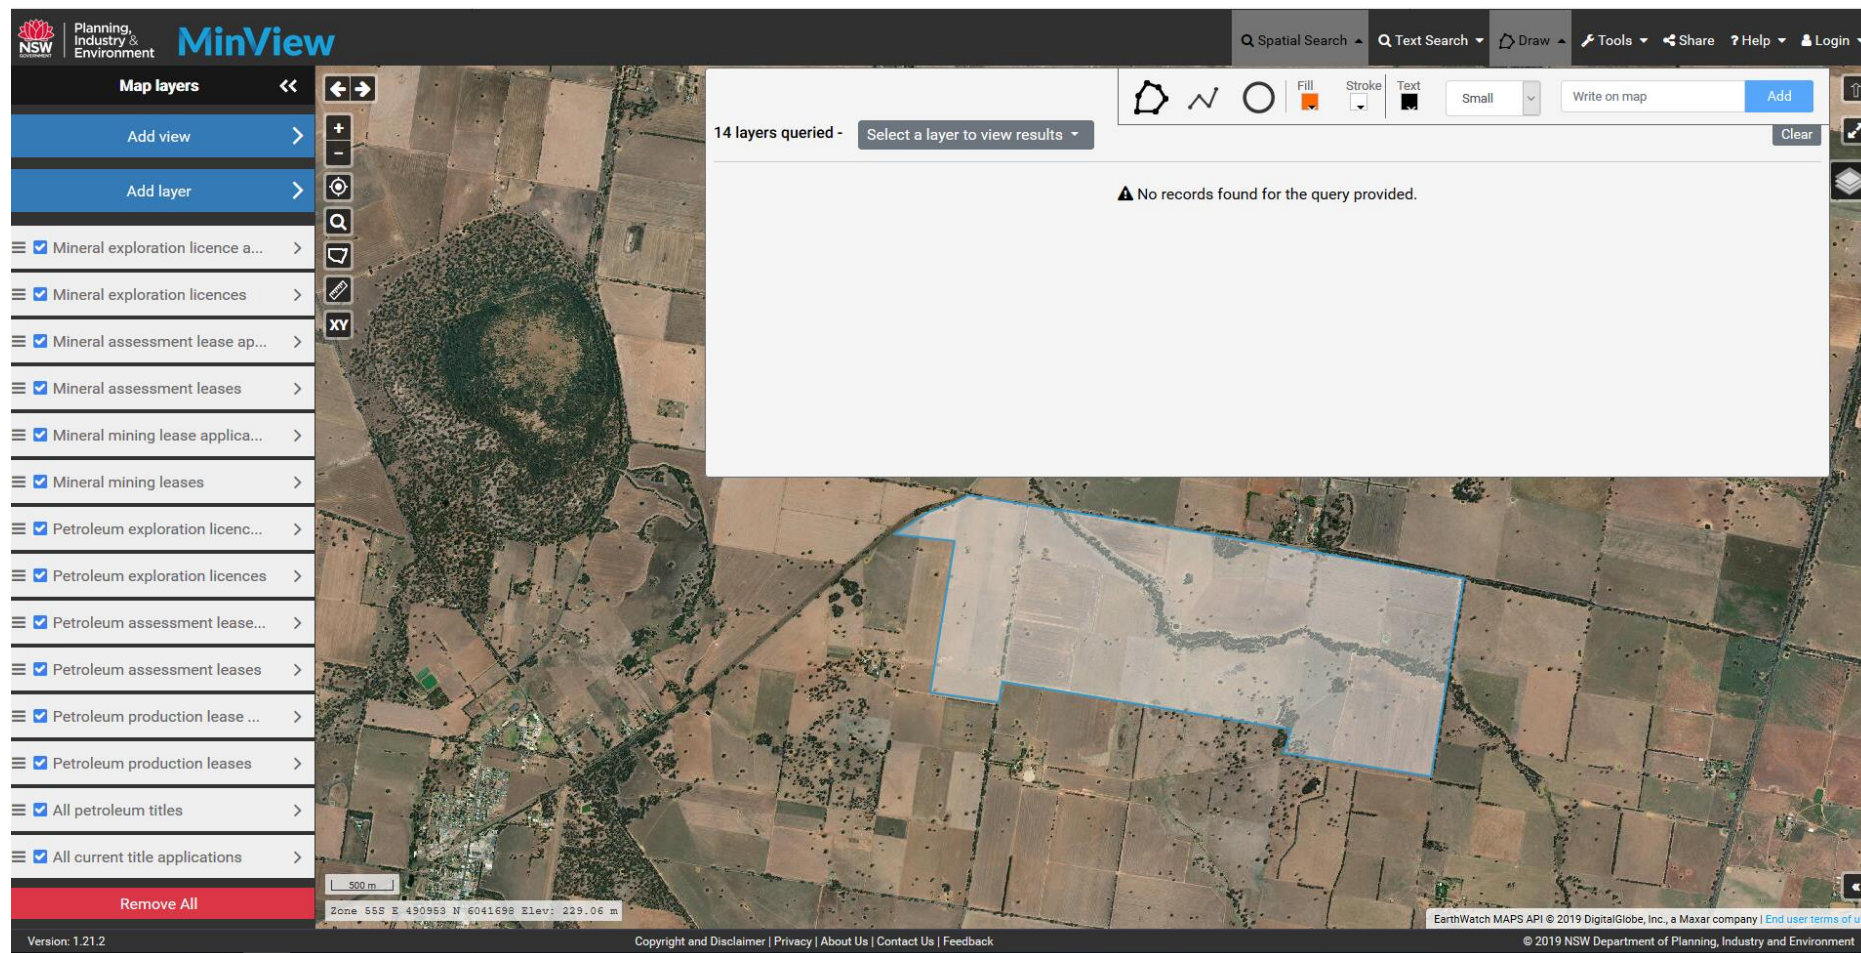 NSW
GOVERNMENT
Planning,
Industry &
Environment
MinView
Spatial Search
Text Search
Draw
Tools
Share
? Help
Login
Map layers
Add view
Add layer
Mineral exploration licence a...
Mineral exploration licences
Mineral assessment lease ap...
Mineral assessment leases
Mineral mining lease applica...
Mineral mining leases
Petroleum exploration licenc...
Petroleum exploration licences
Petroleum assessment lease...
Petroleum assessment leases
Petroleum production lease ...
Petroleum production leases
All petroleum titles
All current title applications
Remove All
+
−
XY
Fill
Stroke
Text
Small
Write on map
Add
14 layers queried -
Select a layer to view results
Clear
No records found for the query provided.
500 m
Zone 55S E 490953 N 6041698 Elev: 229.06 m
EarthWatch MAPS API © 2019 DigitalGlobe, Inc., a Maxar company | End user terms of u
Version: 1.21.2
Copyright and Disclaimer | Privacy | About Us | Contact Us | Feedback
© 2019 NSW Department of Planning, Industry and Environment